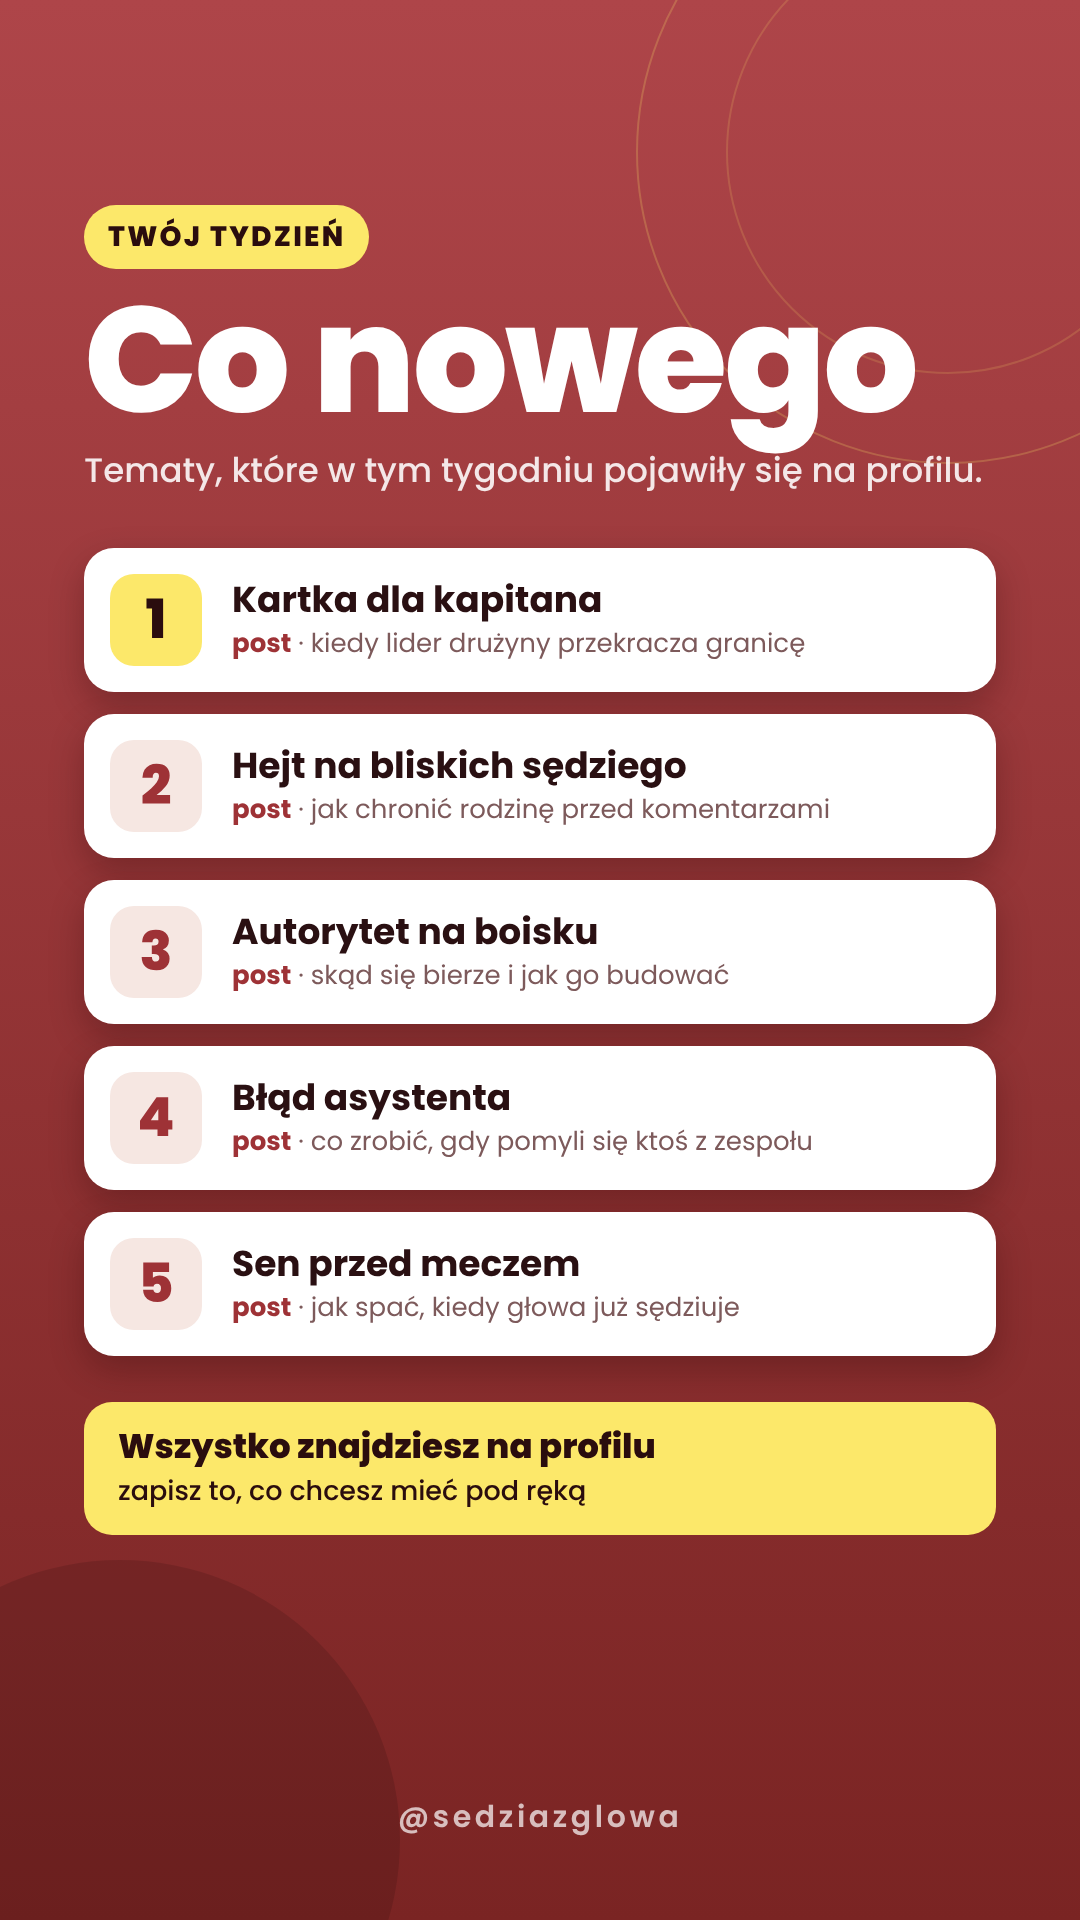 TWÓJ TYDZIEŃ
Co nowego
Tematy, które w tym tygodniu pojawiły się na profilu.
1
Kartka dla kapitana
post · kiedy lider drużyny przekracza granicę
2
Hejt na bliskich sędziego
post · jak chronić rodzinę przed komentarzami
3
Autorytet na boisku
post · skąd się bierze i jak go budować
4
Błąd asystenta
post · co zrobić, gdy pomyli się ktoś z zespołu
5
Sen przed meczem
post · jak spać, kiedy głowa już sędziuje
Wszystko znajdziesz na profilu
zapisz to, co chcesz mieć pod ręką
@sedziazglowa